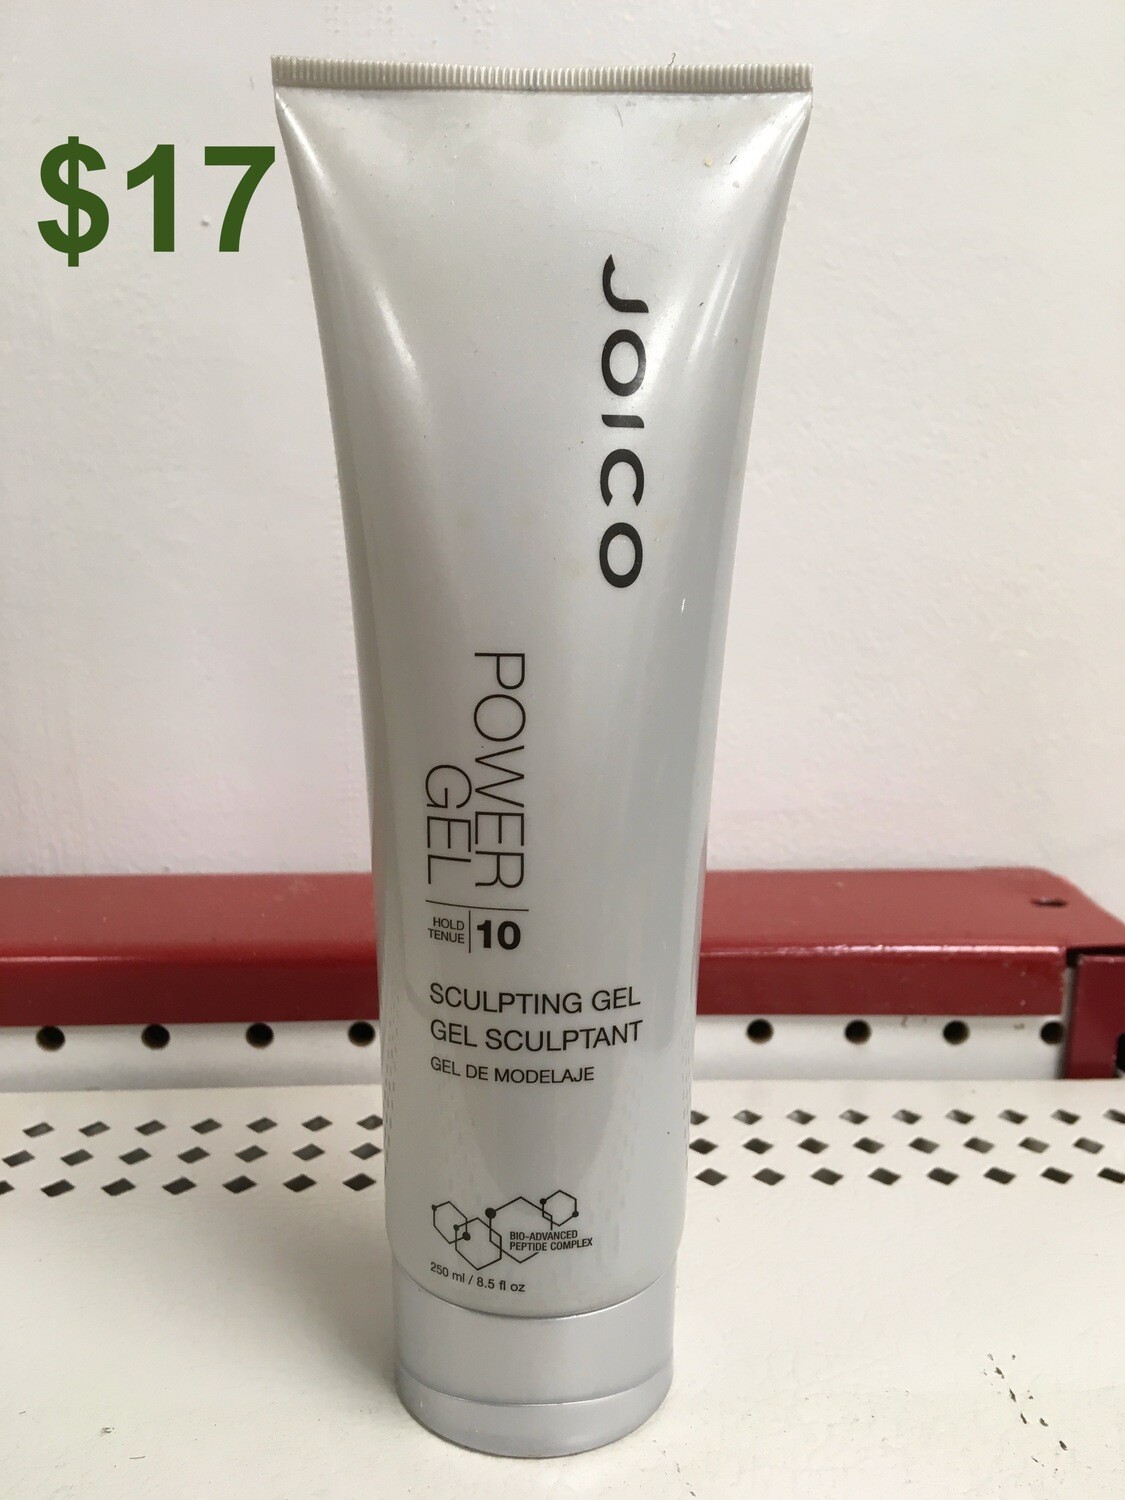 $17
JOICO
POWER
GEL
HOLD
TENUE
10
SCULPTING GEL
GEL SCULPTANT
GEL DE MODELAJE
BIO-ADVANCED
PEPTIDE COMPLEX
250 ml / 8.5 fl oz